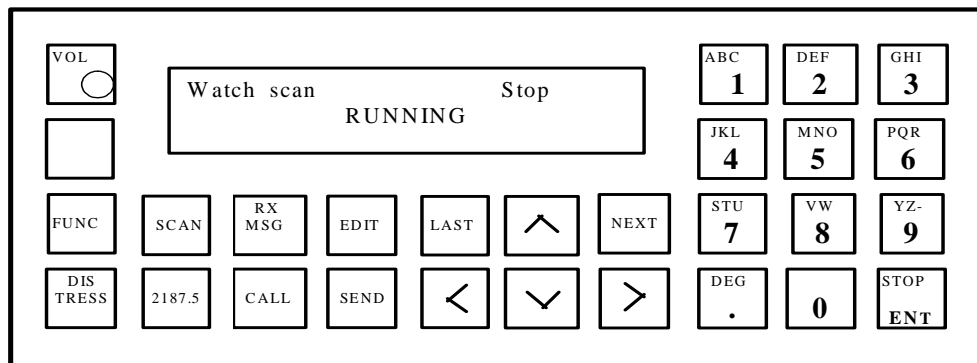 VOL
Watch scan Stop
RUNNING
ABC DEF GHI
1 2 3
JKL MNO PQR
4 5 6
FUNC SCAN RX MSG EDIT LAST NEXT
STU VW YZ-
7 8 9
DIS TRESS 2187.5 CALL SEND
DEG STOP
. 0 ENT